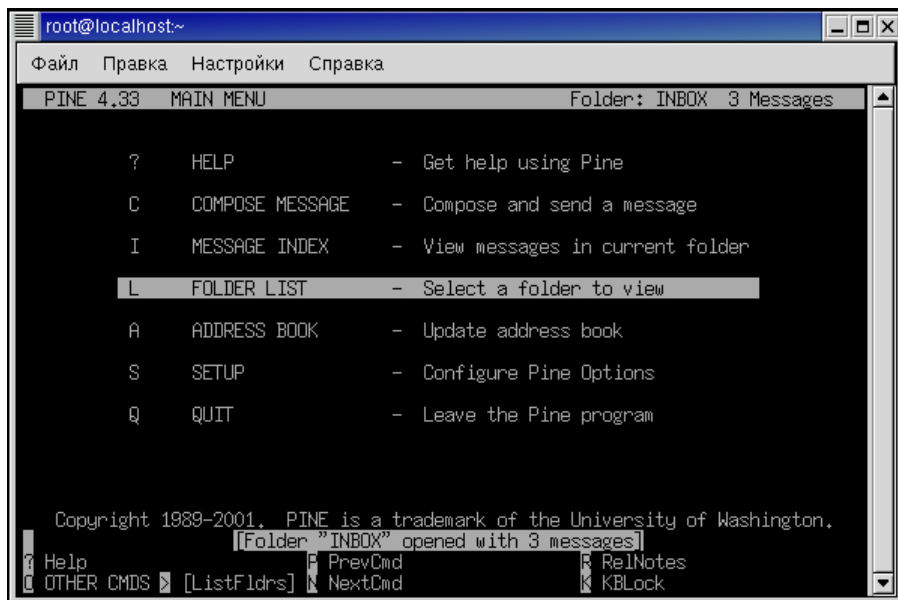 root@localhost:~
Файл Правка Настройки Справка
PINE 4.33 MAIN MENU Folder: INBOX 3 Messages
? HELP - Get help using Pine
C COMPOSE MESSAGE - Compose and send a message
I MESSAGE INDEX - View messages in current folder
L FOLDER LIST - Select a folder to view
A ADDRESS BOOK - Update address book
S SETUP - Configure Pine Options
Q QUIT - Leave the Pine program
Copyright 1989-2001. PINE is a trademark of the University of Washington.
[Folder "INBOX" opened with 3 messages]
? Help P PrevCmd R RelNotes
O OTHER CMDS > [ListFldrs] N NextCmd K KBLock